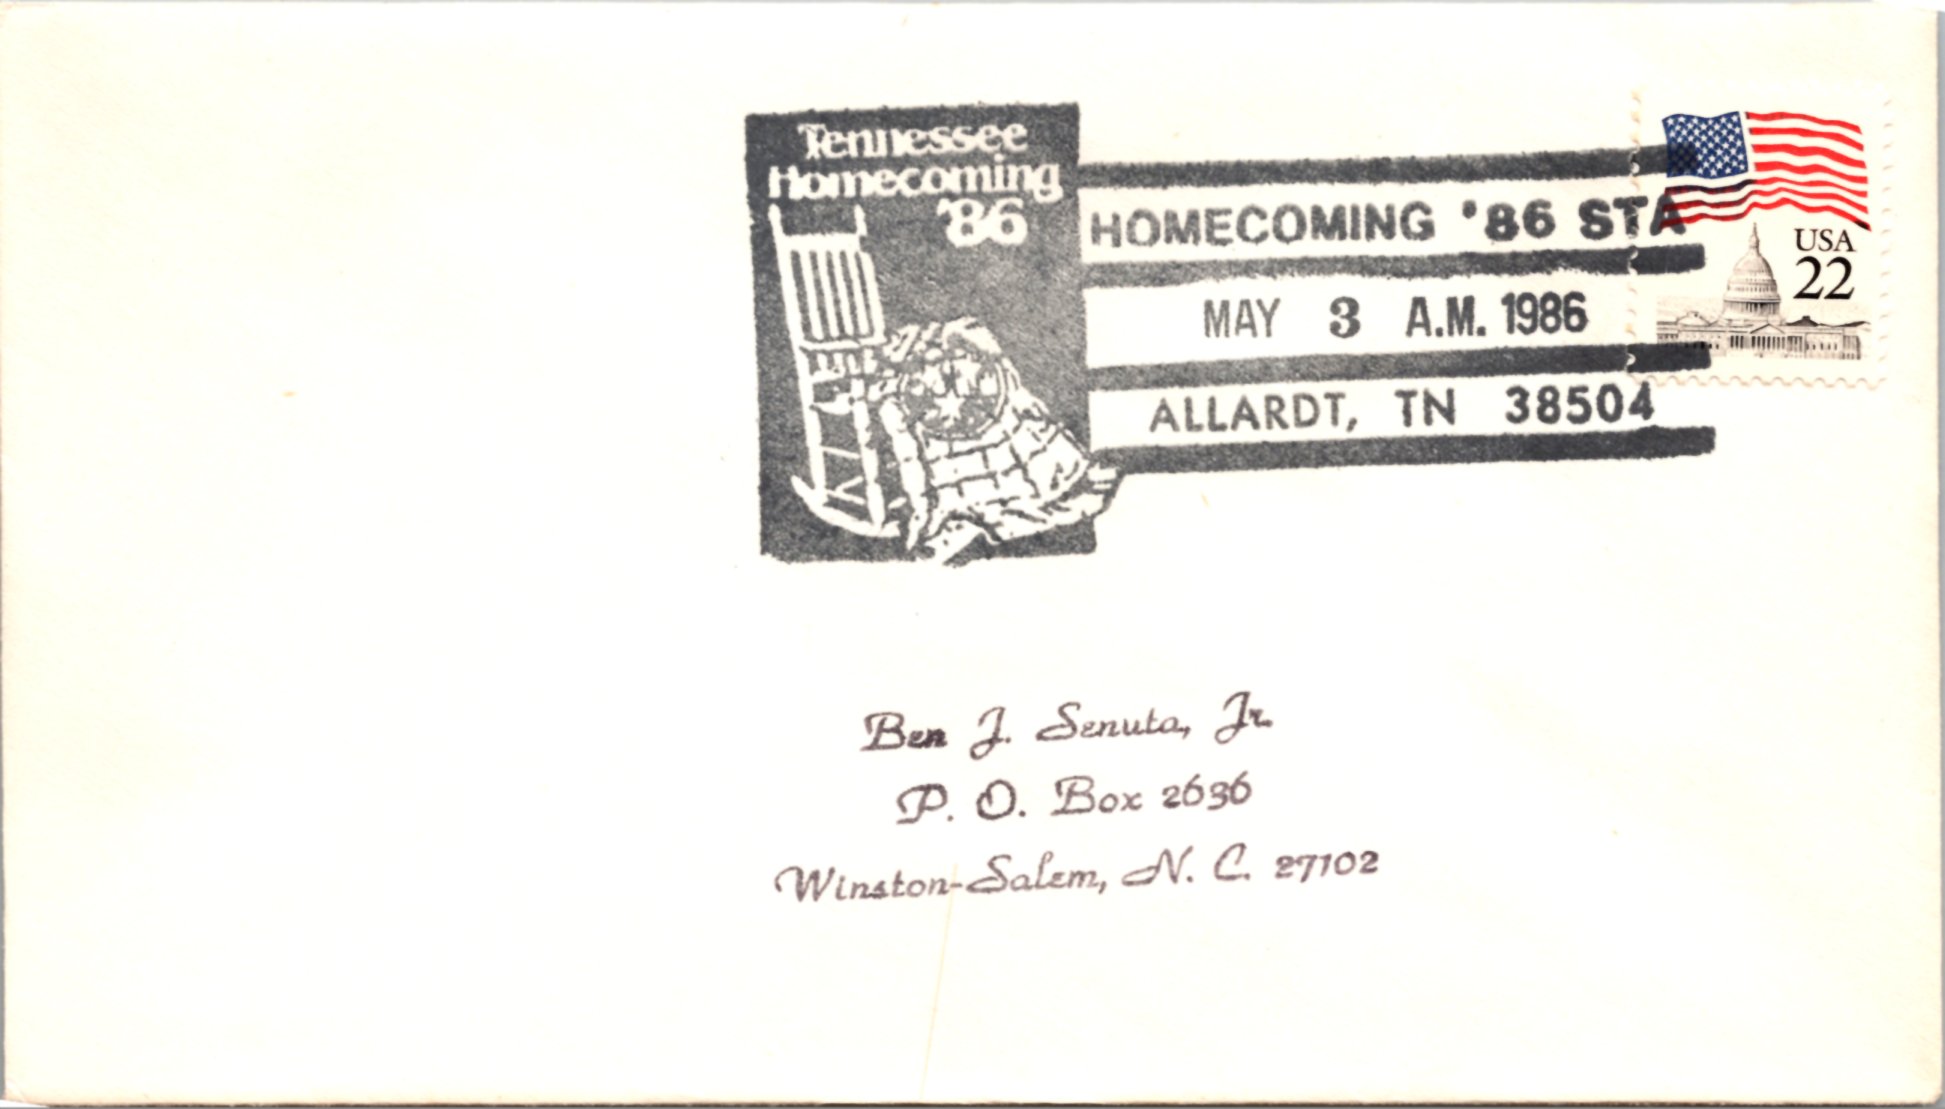 Tennessee
Homecoming
'86
HOMECOMING '86 STA
MAY 3 A.M. 1986
ALLARDT, TN 38504
USA
22
Ben J. Senuta, Jr.
P. O. Box 2636
Winston-Salem, N. C. 27102